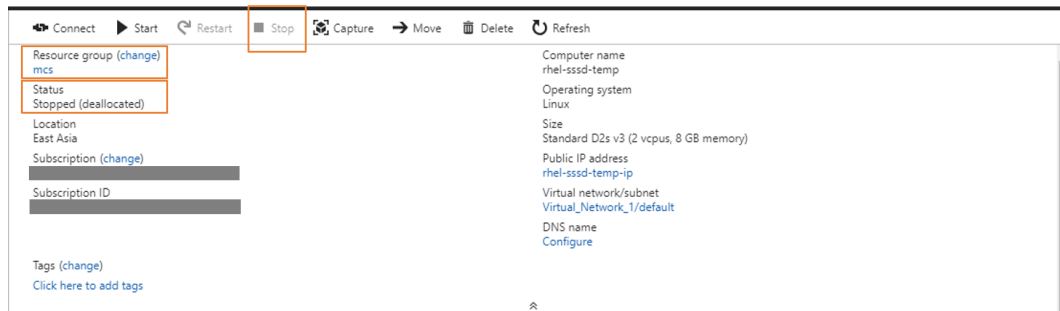 Connect Start Restart Stop Capture Move Delete Refresh
Resource group (change)
mcs
Status
Stopped (deallocated)
Location
East Asia
Subscription (change)
Subscription ID
Tags (change)
Click here to add tags
Computer name
rhel-sssd-temp
Operating system
Linux
Size
Standard D2s v3 (2 vcpus, 8 GB memory)
Public IP address
rhel-sssd-temp-ip
Virtual network/subnet
Virtual_Network_1/default
DNS name
Configure